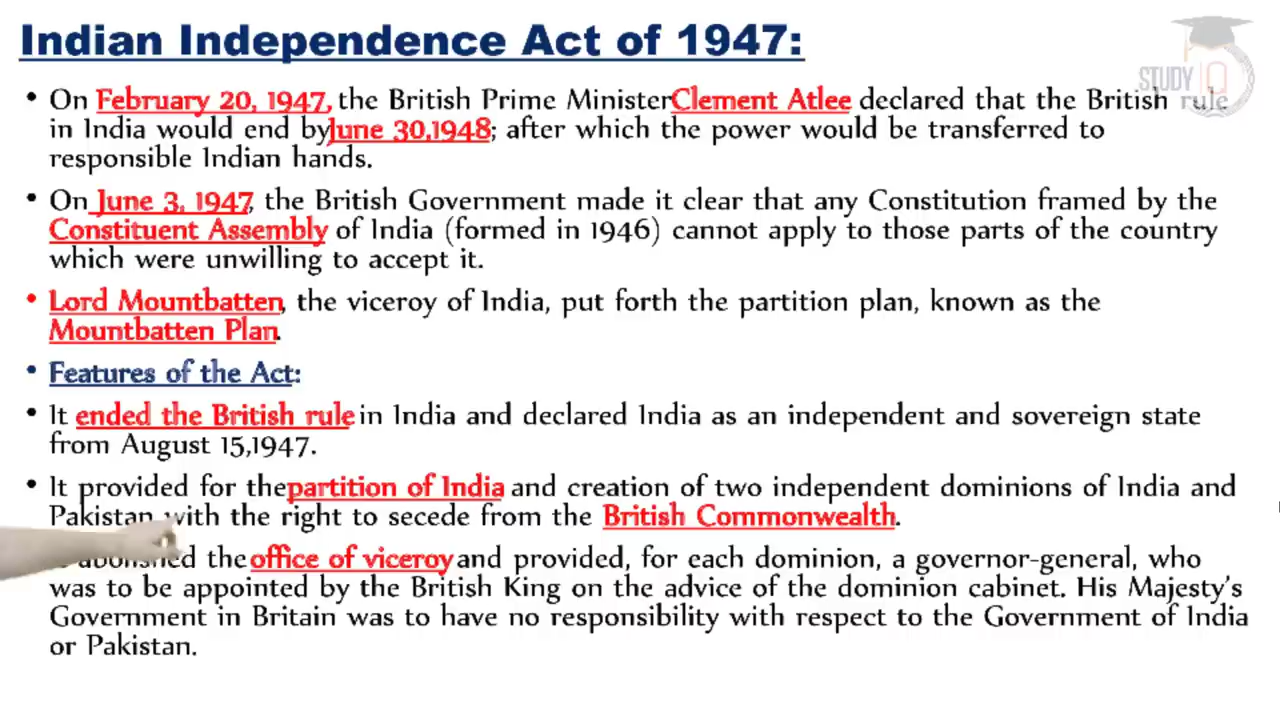 Indian Independence Act of 1947:
STUDY IQ
• On February 20, 1947, the British Prime Minister Clement Atlee declared that the British rule
in India would end by June 30,1948; after which the power would be transferred to
responsible Indian hands.
• On June 3, 1947, the British Government made it clear that any Constitution framed by the
Constituent Assembly of India (formed in 1946) cannot apply to those parts of the country
which were unwilling to accept it.
• Lord Mountbatten, the viceroy of India, put forth the partition plan, known as the
Mountbatten Plan.
• Features of the Act:
• It ended the British rule in India and declared India as an independent and sovereign state
from August 15,1947.
• It provided for the partition of India and creation of two independent dominions of India and
Pakistan with the right to secede from the British Commonwealth.
the office of viceroy and provided, for each dominion, a governor-general, who
was to be appointed by the British King on the advice of the dominion cabinet. His Majesty's
Government in Britain was to have no responsibility with respect to the Government of India
or Pakistan.